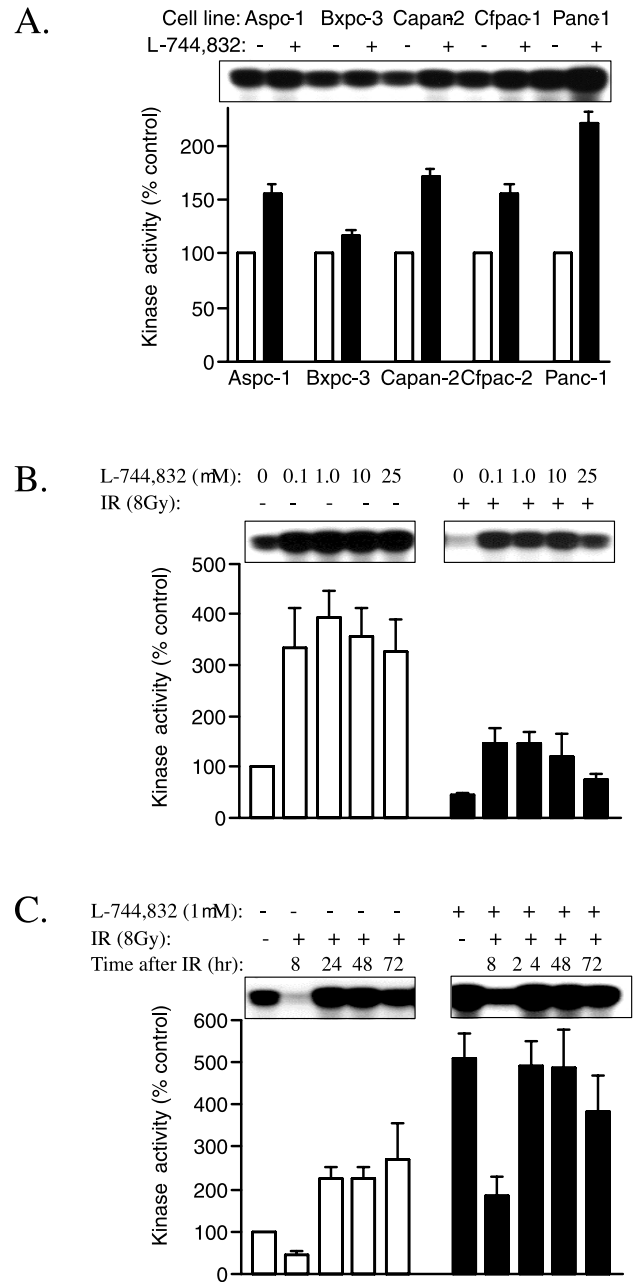 A.
Cell line: Aspc-1 Bxpc-3 Capan-2 Cfpac-1 Panc-1
L-744,832: - + - + - + - + - +
Kinase activity (% control)
200
150
100
50
0
Aspc-1 Bxpc-3 Capan-2 Cfpac-2 Panc-1
B.
L-744,832 (mM): 0 0.1 1.0 10 25 0 0.1 1.0 10 25
IR (8Gy): - - - - - + + + + +
Kinase activity (% control)
500
400
300
200
100
0
C.
L-744,832 (1mM): - - - - - + + + + +
IR (8Gy): - + + + + - + + + +
Time after IR (hr): 8 24 48 72 8 2 4 48 72
Kinase activity (% control)
600
500
400
300
200
100
0